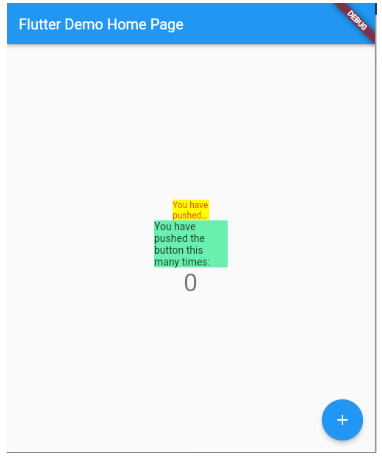 Flutter Demo Home Page
DEBUG
You have
pushed...
You have
pushed the
button this
many times:
0
+